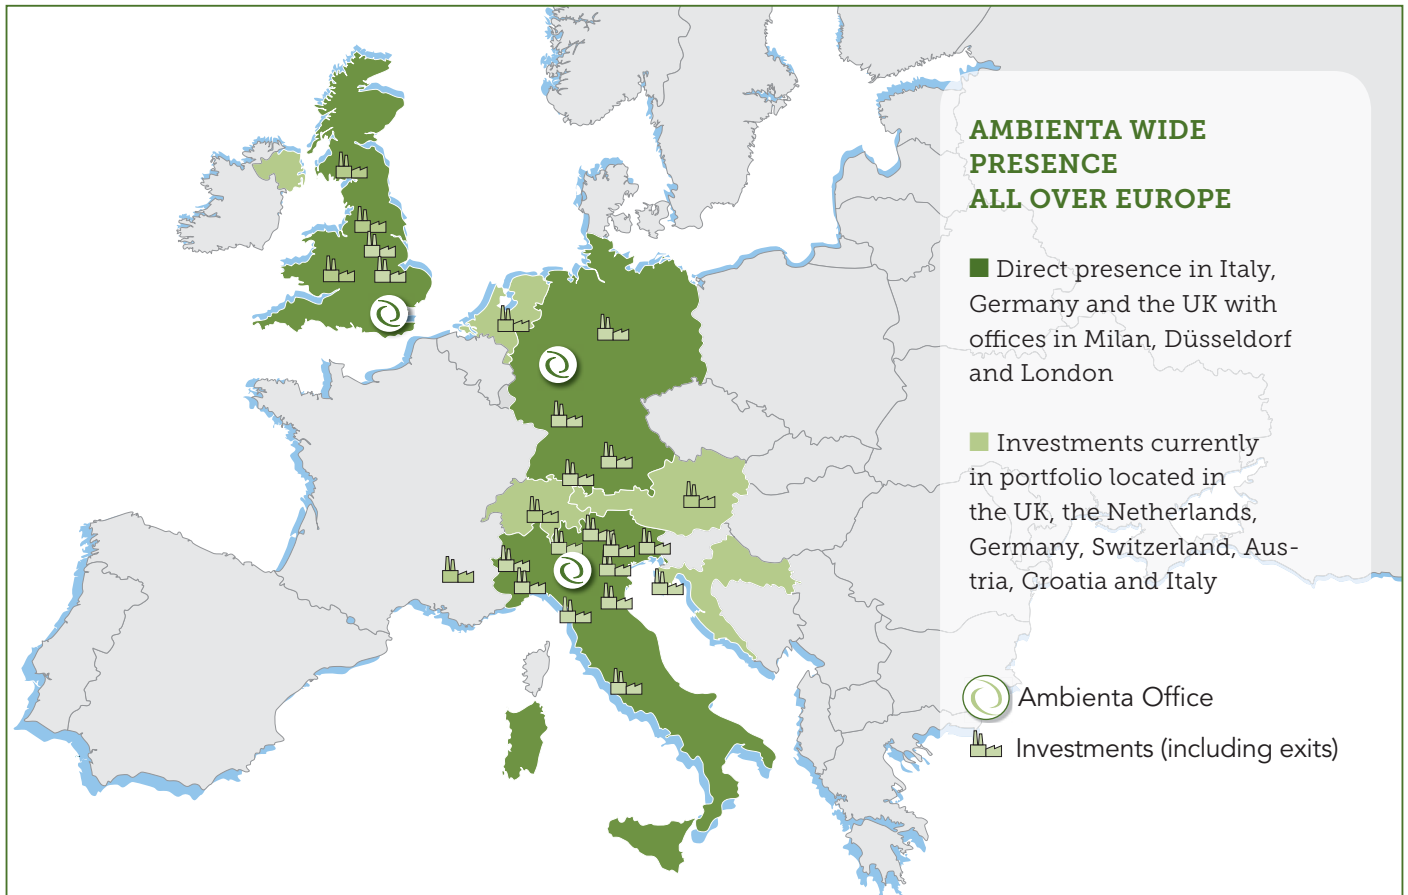 AMBIENTA WIDE
PRESENCE
ALL OVER EUROPE
Direct presence in Italy,
Germany and the UK with
offices in Milan, Düsseldorf
and London
Investments currently
in portfolio located in
the UK, the Netherlands,
Germany, Switzerland, Aus-
tria, Croatia and Italy
Ambienta Office
Investments (including exits)